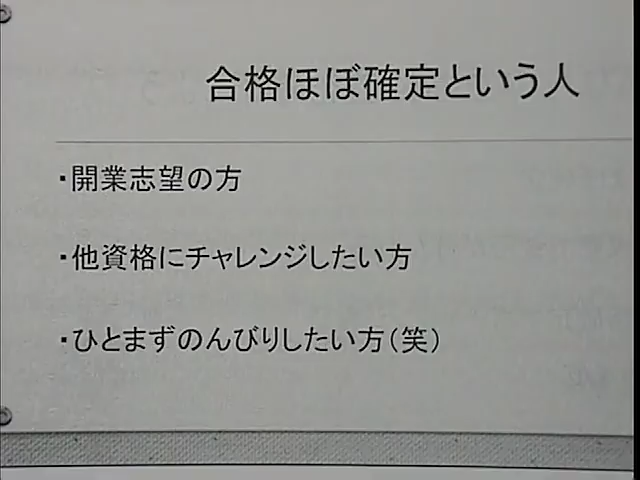 合格ほぼ確定という人
・開業志望の方
・他資格にチャレンジしたい方
・ひとまずのんびりしたい方(笑)